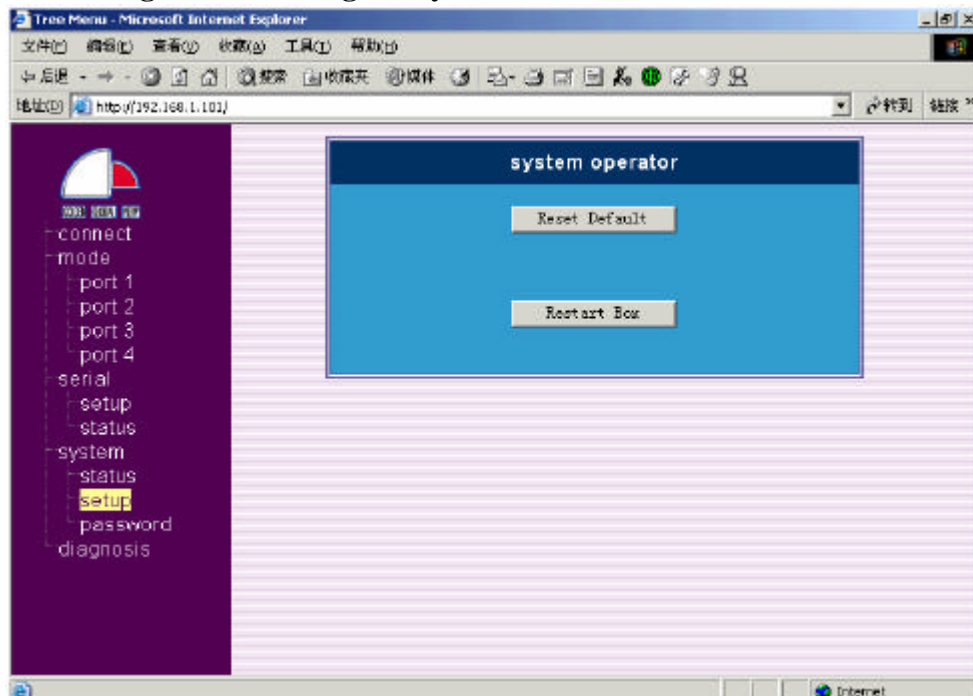 Tree Menu - Microsoft Internet Explorer
文件(F) 编辑(E) 查看(V) 收藏(A) 工具(T) 帮助(H)
后退 搜索 收藏夹 媒体
地址(D) http://192.168.1.101/ 转到 链接 »
system operator
Reset Default
Restart Box
connect
mode
port 1
port 2
port 3
port 4
serial
setup
status
system
status
setup
password
diagnosis
Internet